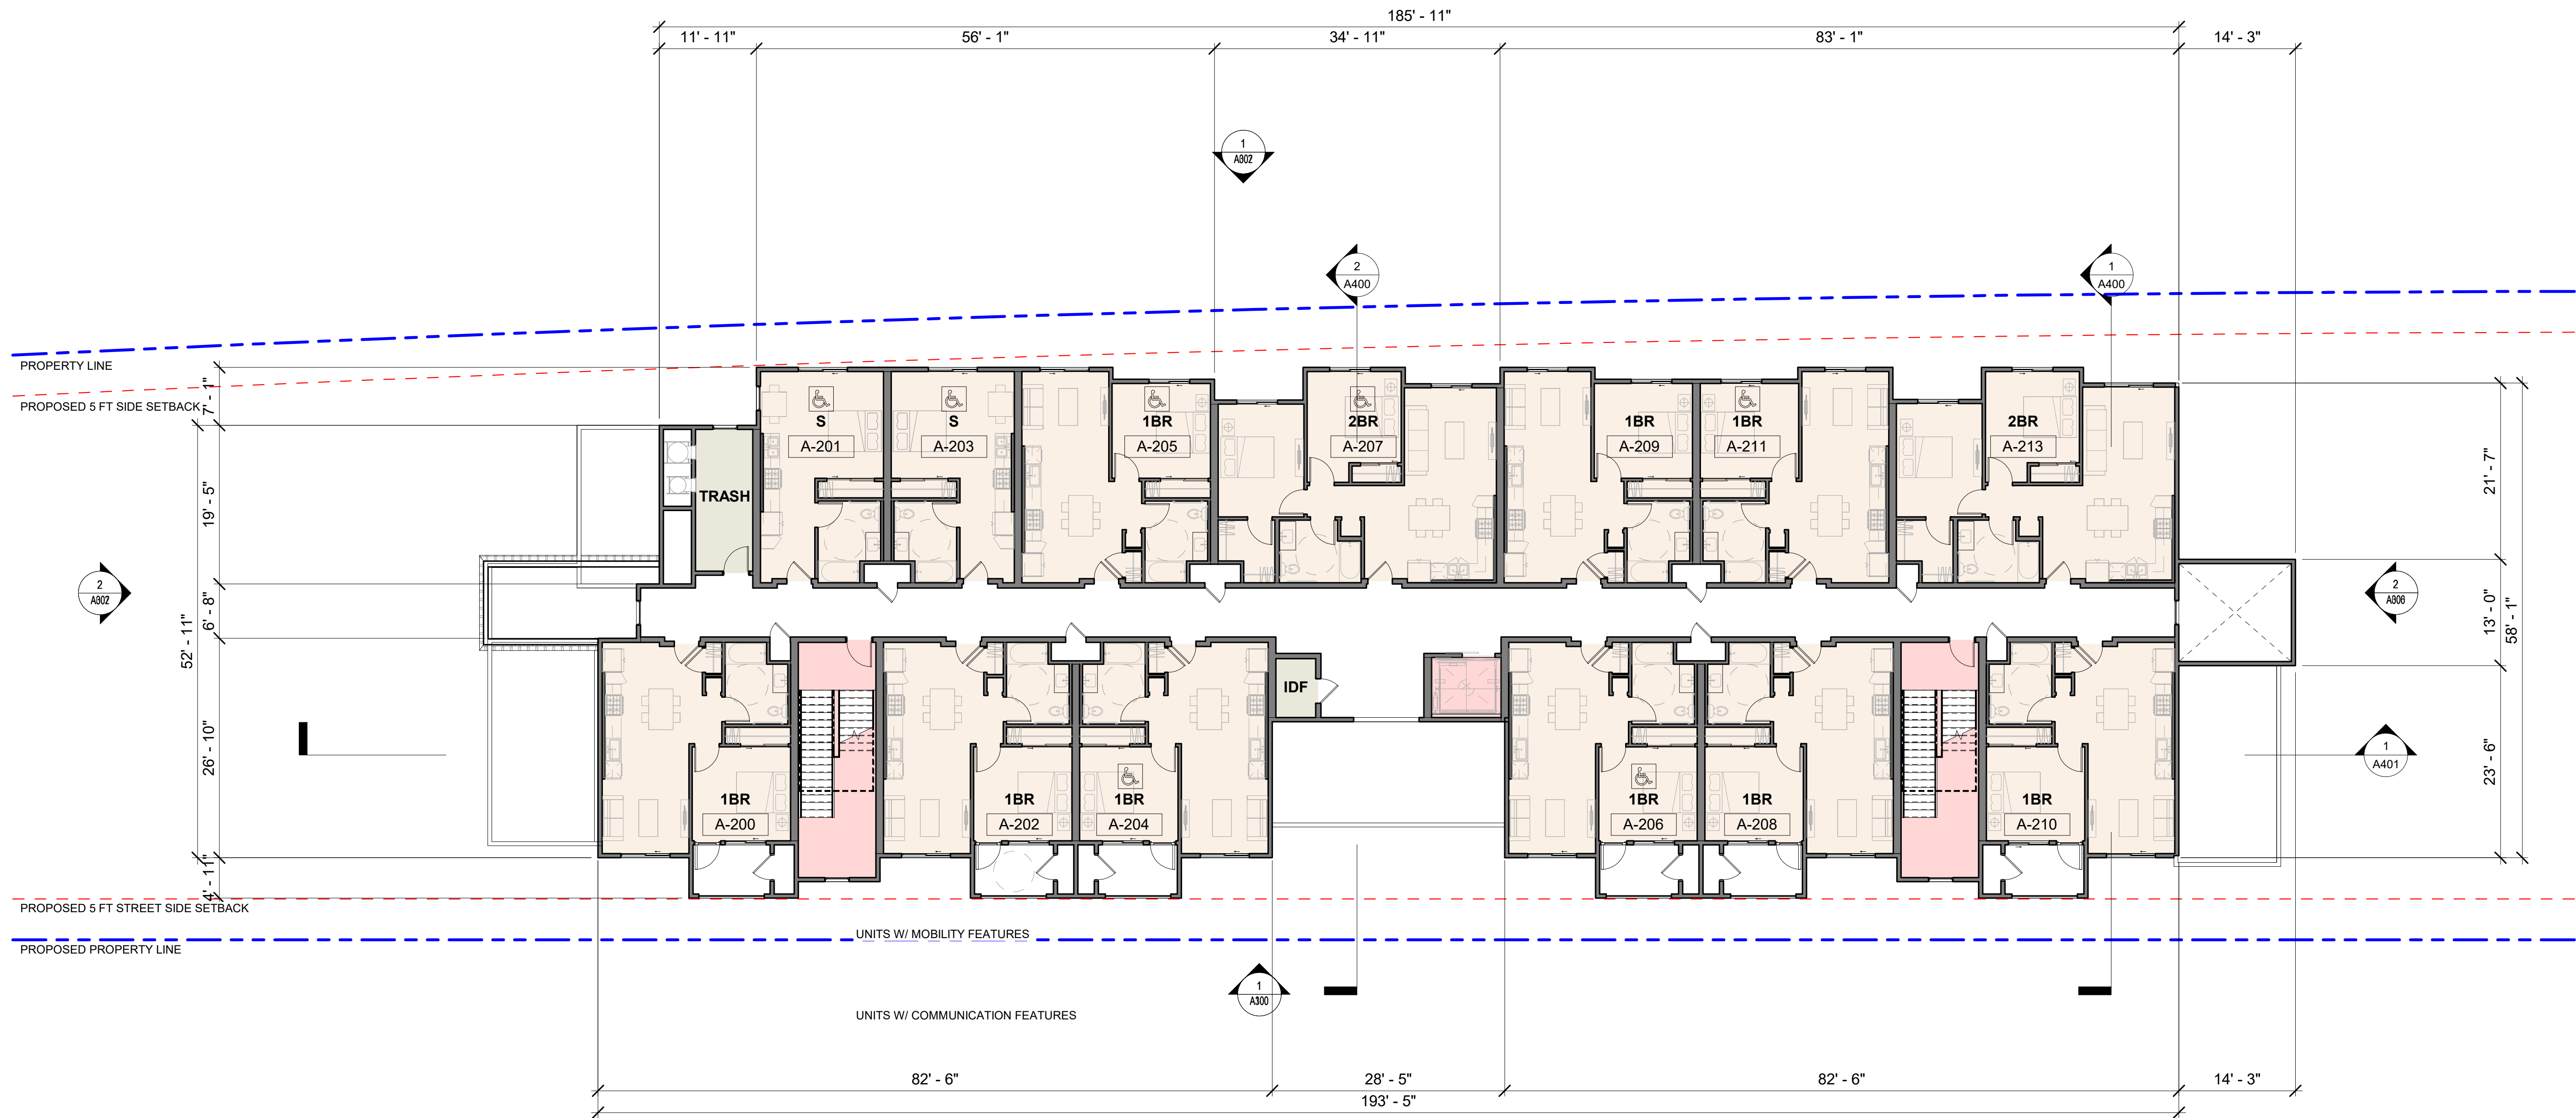 185' - 11"
11' - 11"
56' - 1"
34' - 11"
83' - 1"
14' - 3"
1
2
A400
1
A400
PROPERTY LINE
PROPOSED 5 FT SIDE SETBACK
7' - 1"
S
A-201
S
A-203
1BR
A-205
2BR
A-207
1BR
A-209
1BR
A-211
2BR
A-213
TRASH
19' - 5"
21' - 7"
2
6' - 8"
52' - 11"
13' - 0"
58' - 1"
2
IDF
26' - 10"
23' - 6"
1
A401
1BR
A-200
1BR
A-202
1BR
A-204
1BR
A-206
1BR
A-208
1BR
A-210
4' - 11"
PROPOSED 5 FT STREET SIDE SETBACK
UNITS W/ MOBILITY FEATURES
PROPOSED PROPERTY LINE
1
A300
UNITS W/ COMMUNICATION FEATURES
82' - 6"
28' - 5"
82' - 6"
14' - 3"
193' - 5"